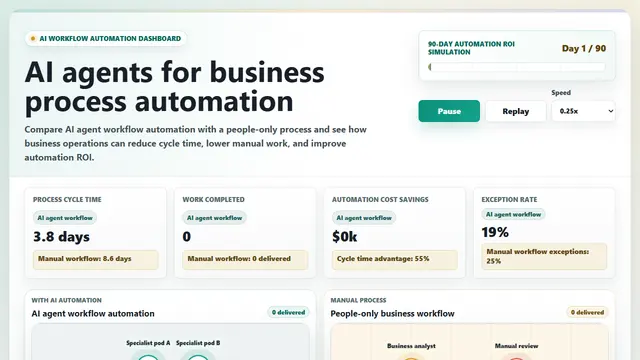 AI WORKFLOW AUTOMATION DASHBOARD
AI agents for business
process automation
Compare AI agent workflow automation with a people-only process and see how
business operations can reduce cycle time, lower manual work, and improve
automation ROI.
90-DAY AUTOMATION ROI
SIMULATION
Day 1 / 90
Speed
Pause
Replay
0.25x
PROCESS CYCLE TIME
AI agent workflow
3.8 days
Manual workflow: 8.6 days
WORK COMPLETED
AI agent workflow
0
Manual workflow: 0 delivered
AUTOMATION COST SAVINGS
AI agent workflow
$0k
Cycle time advantage: 55%
EXCEPTION RATE
AI agent workflow
19%
Manual workflow exceptions:
25%
WITH AI AUTOMATION
AI agent workflow automation
0 delivered
Specialist pod A
Specialist pod B
MANUAL PROCESS
People-only business workflow
0 delivered
Business analyst
Manual review